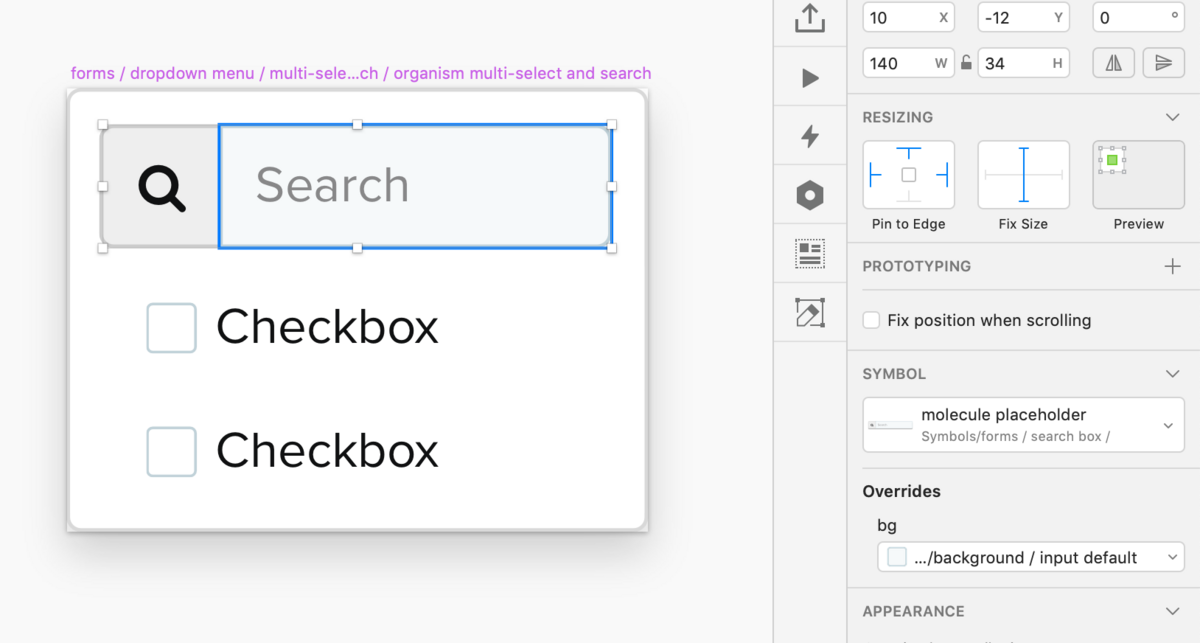 forms / dropdown menu / multi-sele...ch / organism multi-select and search
Search
Checkbox
Checkbox
10 X -12 Y 0 °
140 W 34 H
RESIZING
Pin to Edge Fix Size Preview
PROTOTYPING
Fix position when scrolling
SYMBOL
molecule placeholder
Symbols/forms / search box /
Overrides
bg
.../background / input default
APPEARANCE